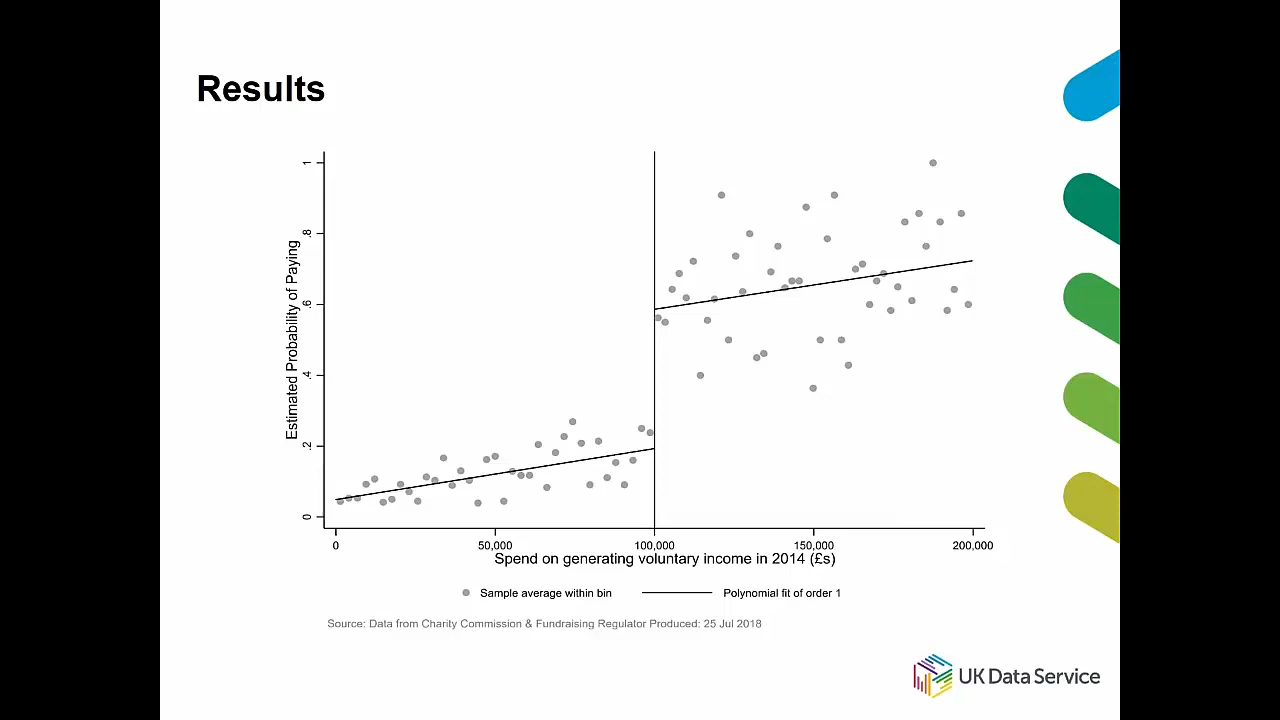 Results
Estimated Probability of Paying
1
.8
.6
.4
.2
0
0 50,000 100,000 150,000 200,000
Spend on generating voluntary income in 2014 (£s)
Sample average within bin Polynomial fit of order 1
Source: Data from Charity Commission & Fundraising Regulator Produced: 25 Jul 2018
UK Data Service